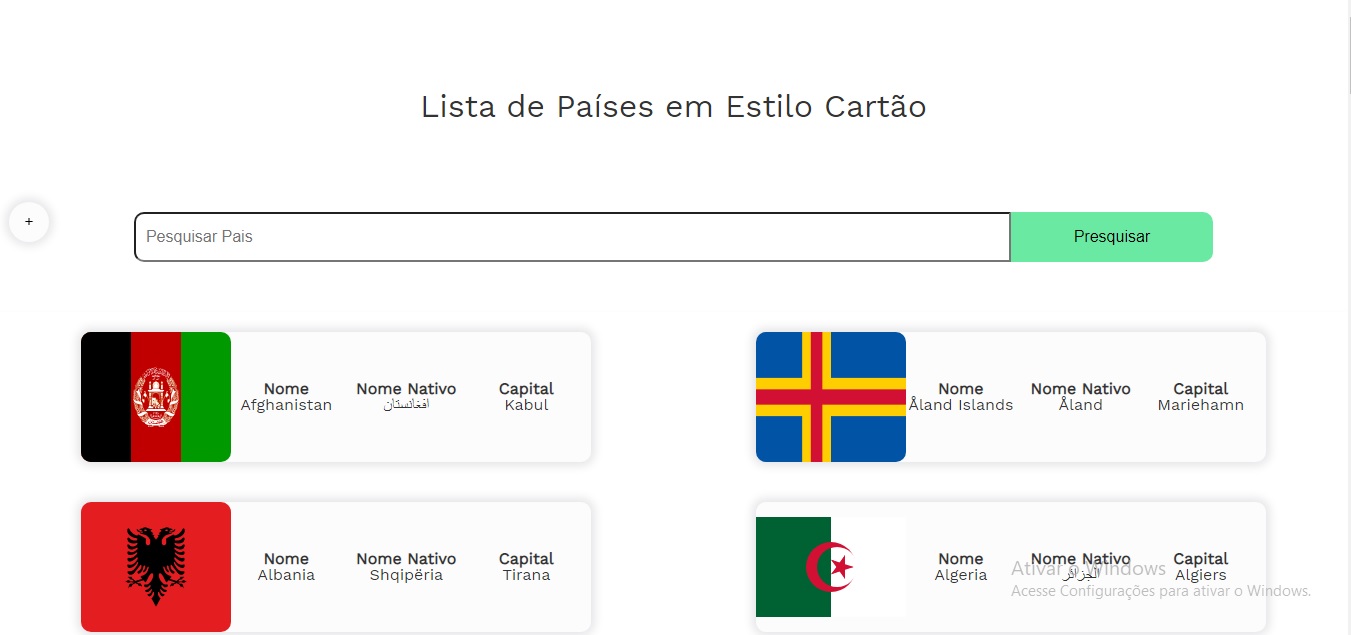 Lista de Países em Estilo Cartão
+
Pesquisar Pais
Presquisar
Nome Nome Nativo Capital
Afghanistan افغانستان Kabul
Nome Nome Nativo Capital
Åland Islands Åland Mariehamn
Nome Nome Nativo Capital
Albania Shqipëria Tirana
Nome Nome Nativo Capital
Algeria الجزائر Algiers
Ativar o Windows
Acesse Configurações para ativar o Windows.